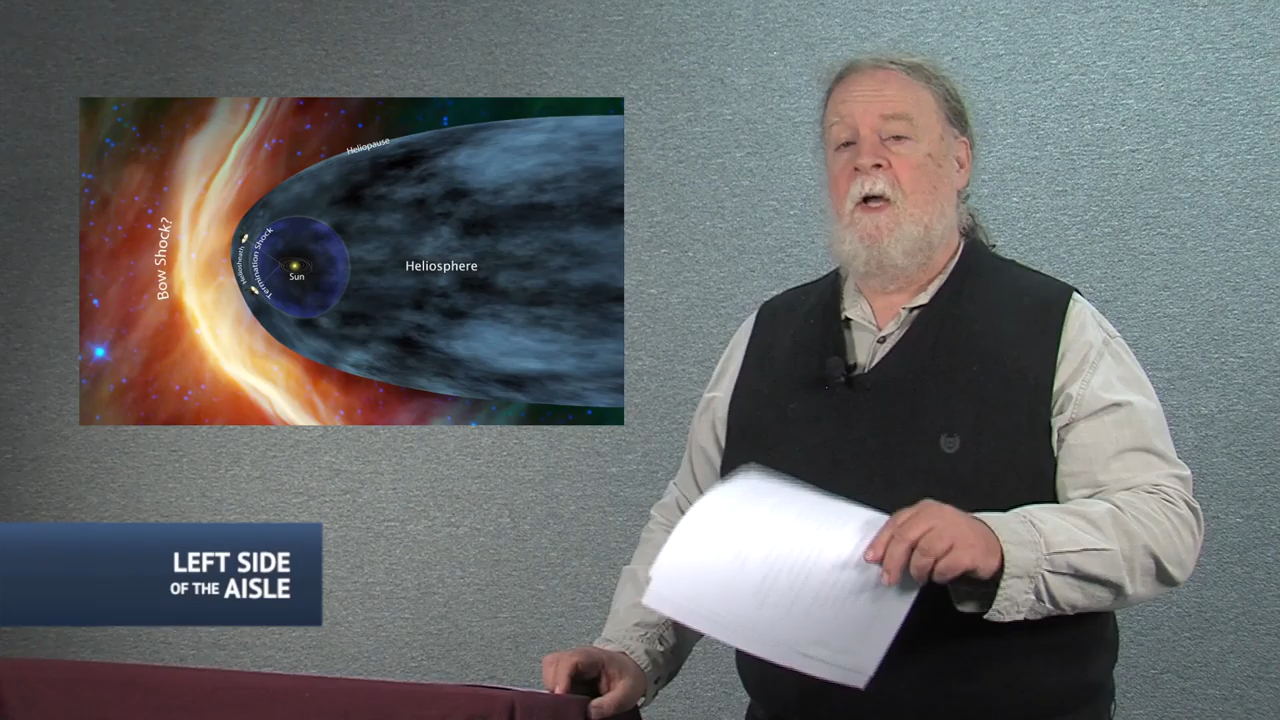 Heliopause
Bow Shock?
Heliosheath
Termination Shock
Sun
Heliosphere
LEFT SIDE
OF THE AISLE